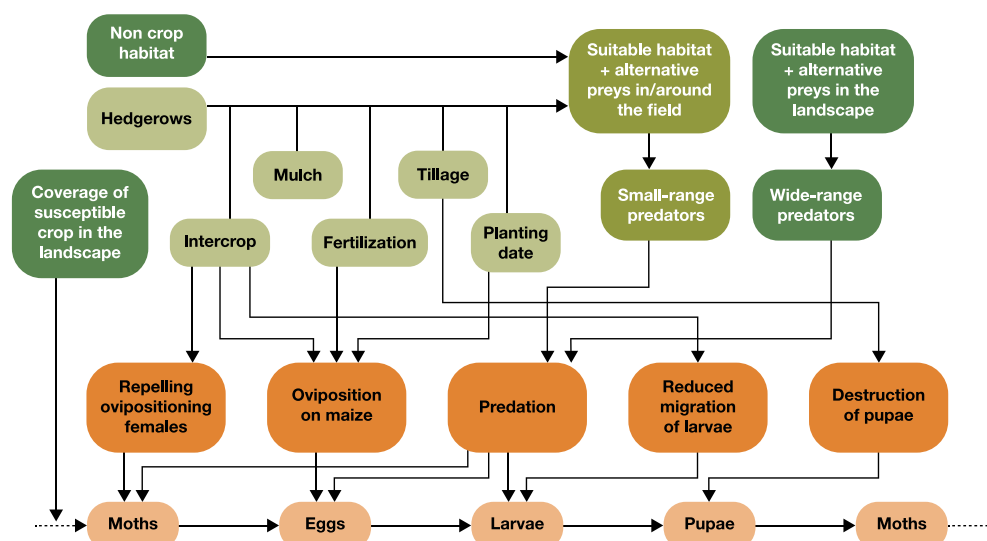 Non crop
habitat
Suitable habitat
+ alternative
preys in/around
the field
Suitable habitat
+ alternative
preys in the
landscape
Hedgerows
Mulch
Tillage
Coverage of
susceptible
crop in the
landscape
Small-range
predators
Wide-range
predators
Intercrop
Fertilization
Planting
date
Repelling
ovipositioning
females
Oviposition
on maize
Predation
Reduced
migration
of larvae
Destruction
of pupae
Moths
Eggs
Larvae
Pupae
Moths